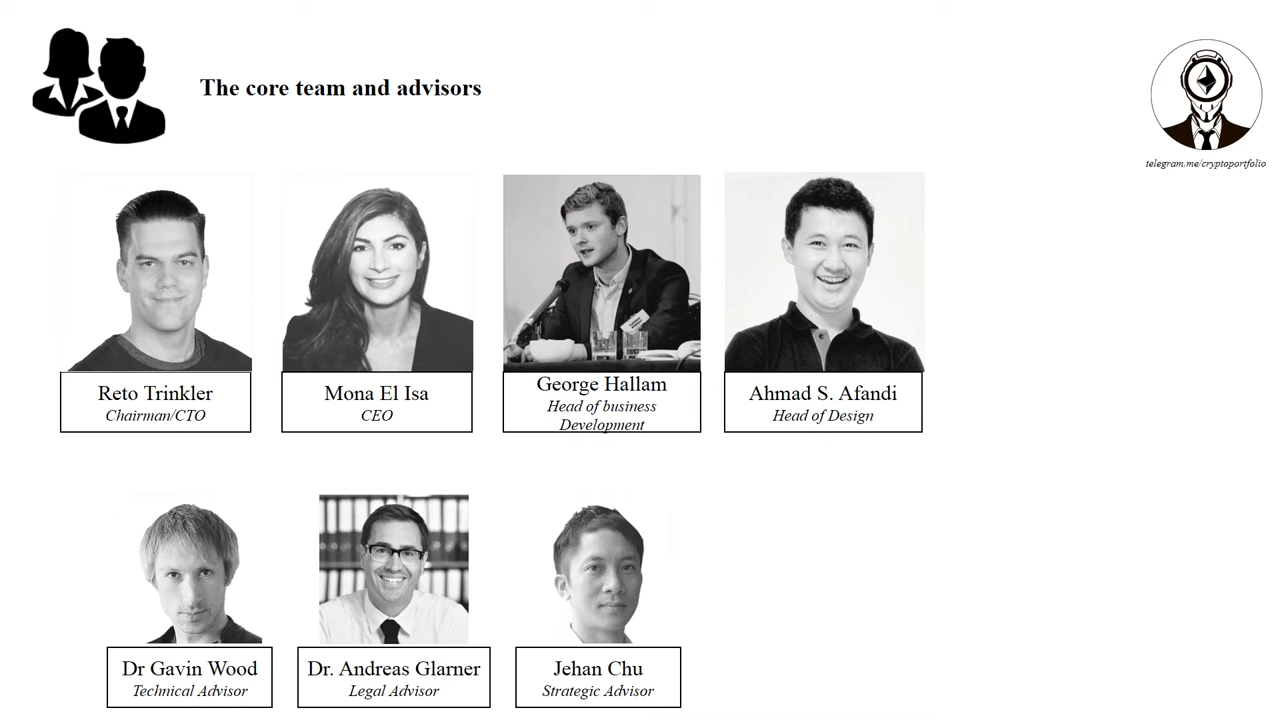 The core team and advisors
telegram.me/cryptoportfolio
Reto Trinkler
Chairman/CTO
Mona El Isa
CEO
George Hallam
Head of business
Development
Ahmad S. Afandi
Head of Design
Dr Gavin Wood
Technical Advisor
Dr. Andreas Glarner
Legal Advisor
Jehan Chu
Strategic Advisor